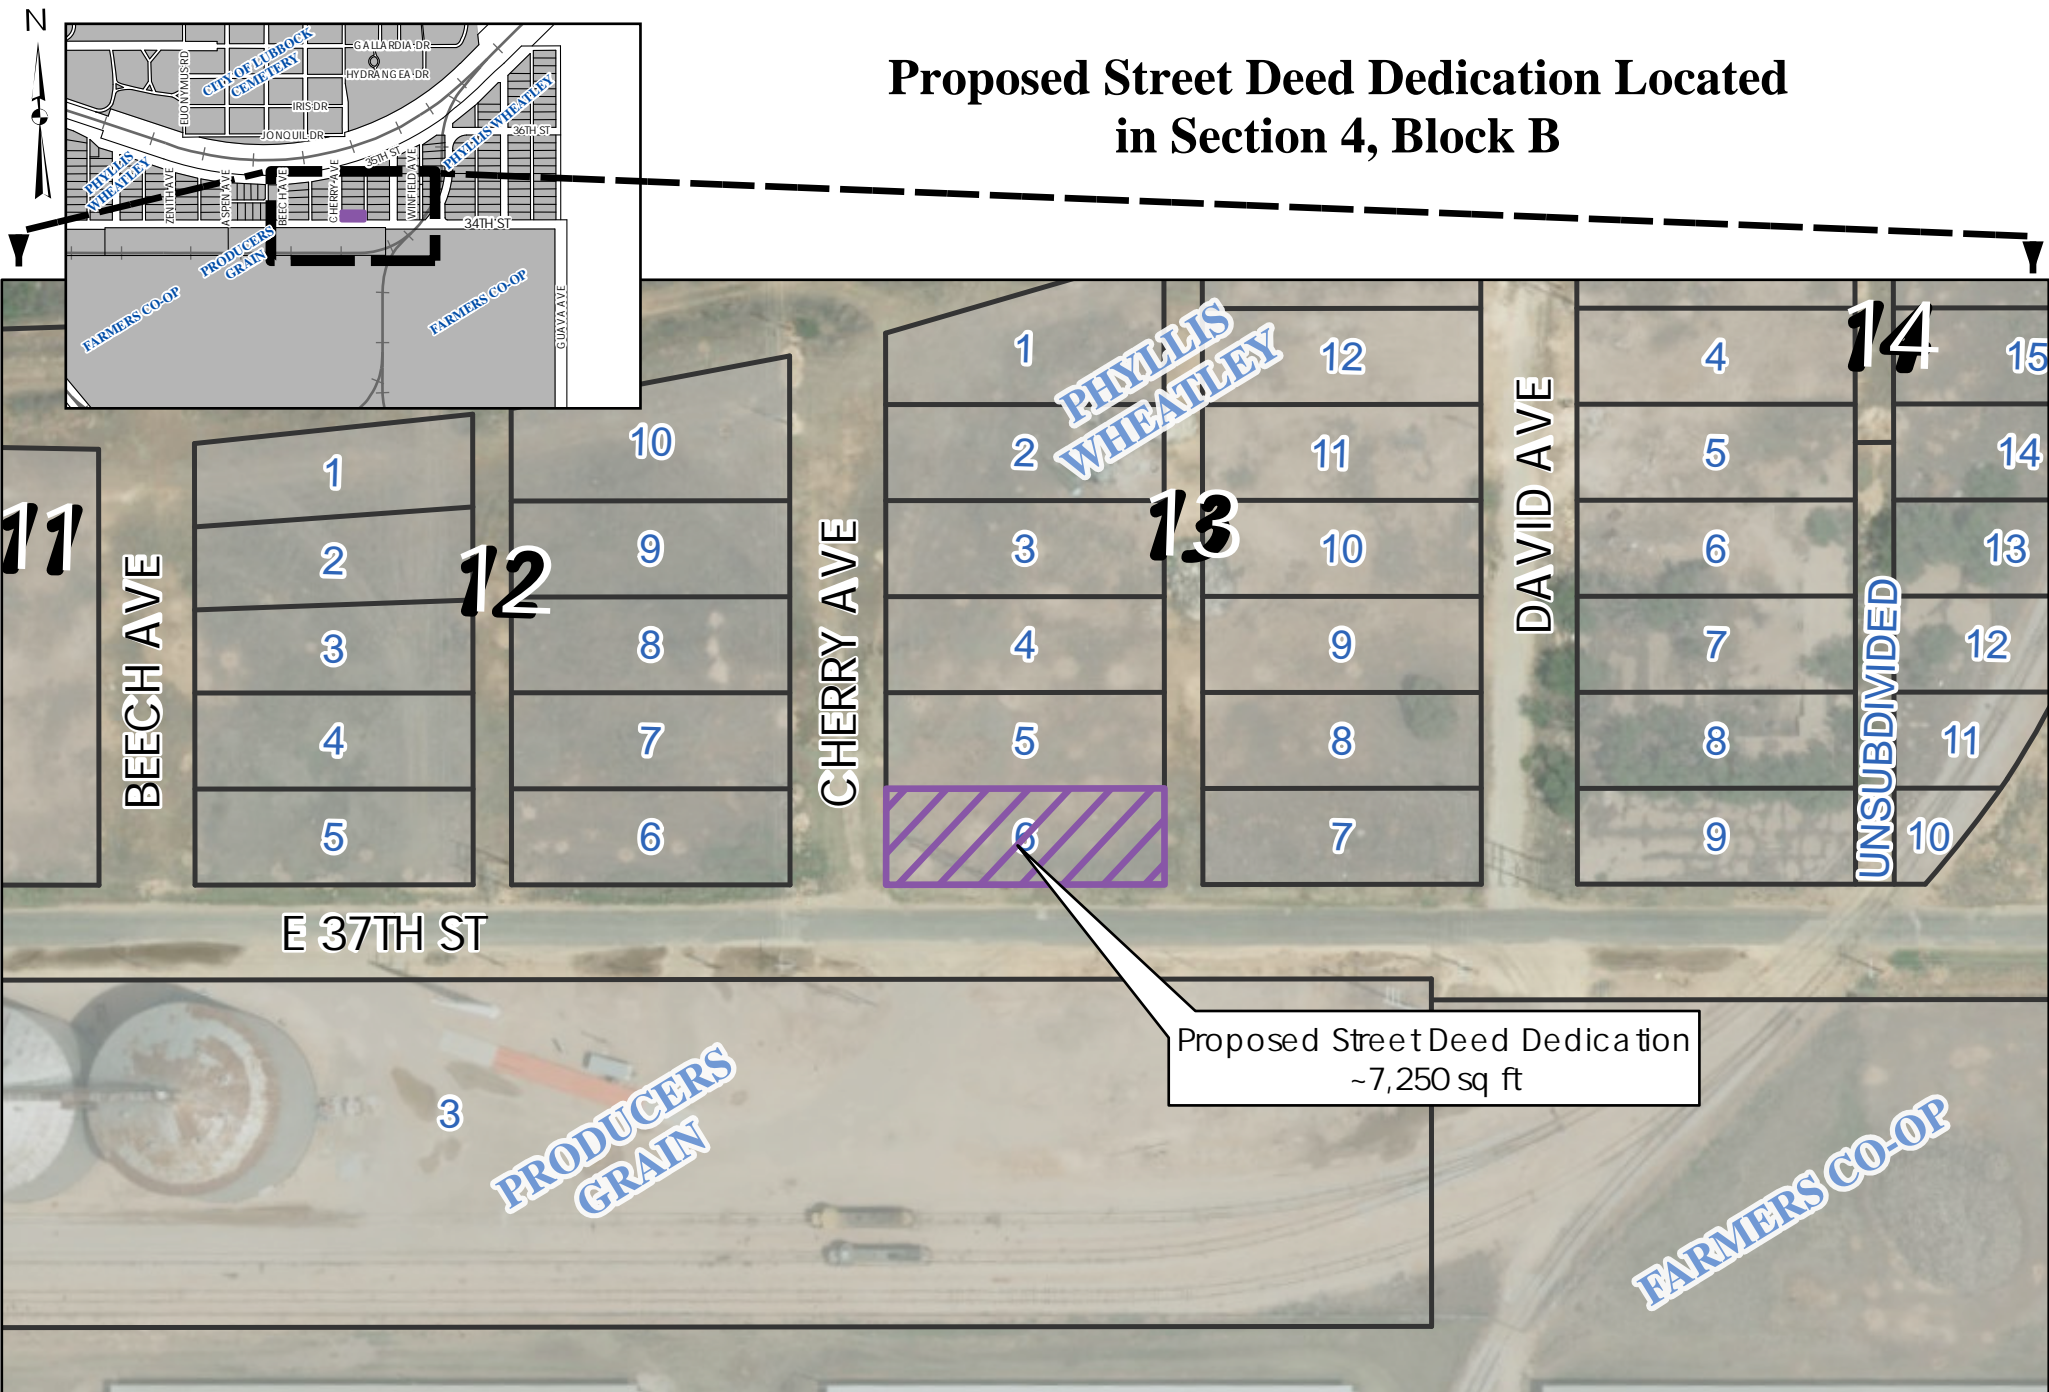 N
Proposed Street Deed Dedication Located
in Section 4, Block B
CITY OF LUBBOCK
CEMETERY
GALLARDIA DR
HYDRANGEA DR
EUONYMUS RD
IRIS DR
JONQUIL DR
36TH ST
35TH ST
PHYLLIS WHEATLEY
PHYLLIS
WHEATLEY
ZENITH AVE
ASPEN AVE
BEECH AVE
CHERRY AVE
WINFIELD AVE
34TH ST
PRODUCERS
GRAIN
FARMERS CO-OP
FARMERS CO-OP
GUAVA AVE
11
BEECH AVE
1
2
3
4
5
12
10
9
8
7
6
CHERRY AVE
1
2
3
4
5
6
PHYLLIS
WHEATLEY
13
12
11
10
9
8
7
DAVID AVE
4
5
6
7
8
9
14
UNSUBDIVIDED
15
14
13
12
11
10
E 37TH ST
Proposed Street Deed Dedication
~7,250 sq ft
3
PRODUCERS
GRAIN
FARMERS CO-OP